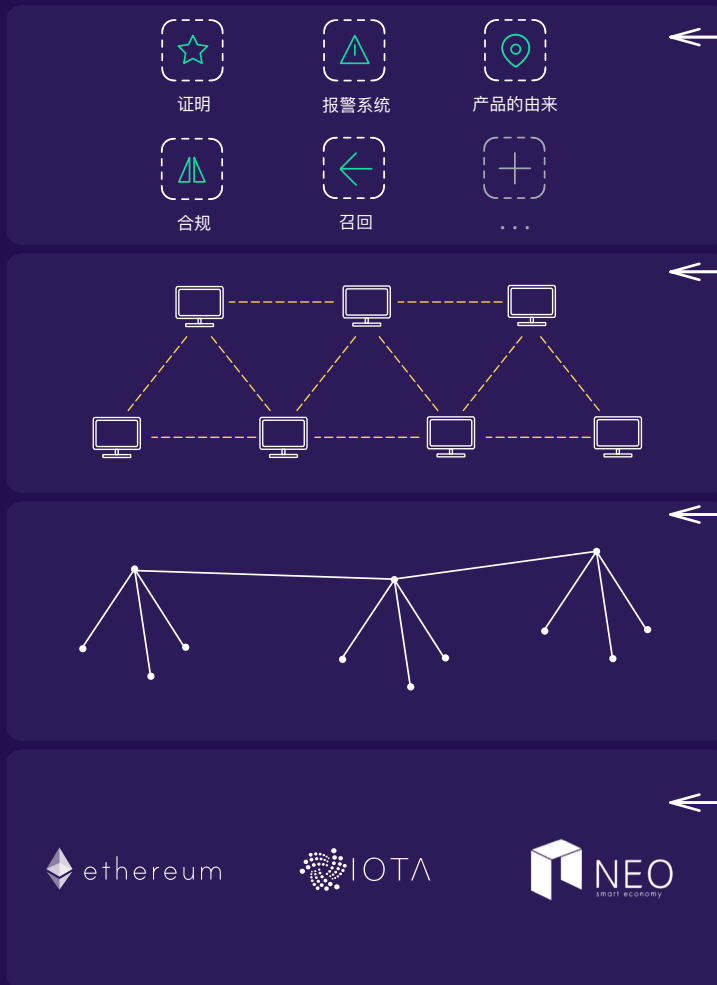 证明
报警系统
产品的由来
合规
召回
...
ethereum
IOTA
NEO
smart economy